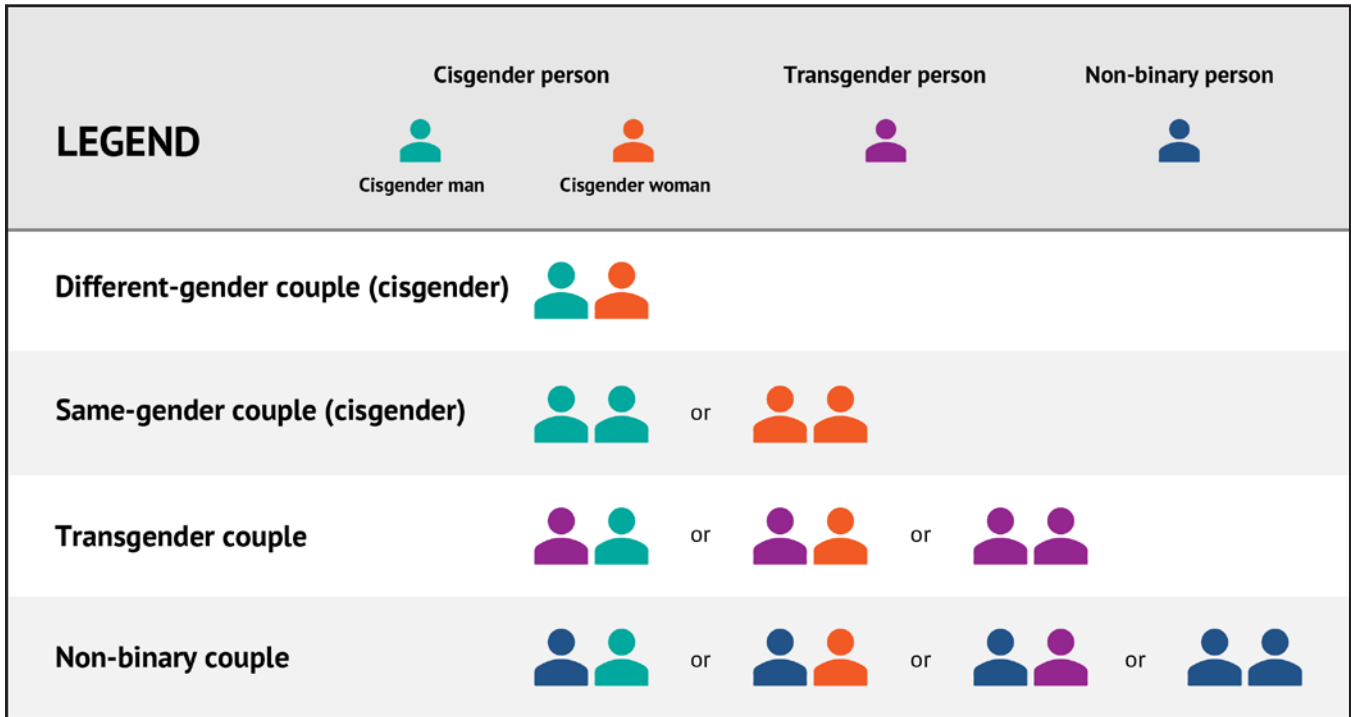 Cisgender person Transgender person Non-binary person
LEGEND
Cisgender man Cisgender woman
Different-gender couple (cisgender)
Same-gender couple (cisgender) or
Transgender couple or or
Non-binary couple or or or